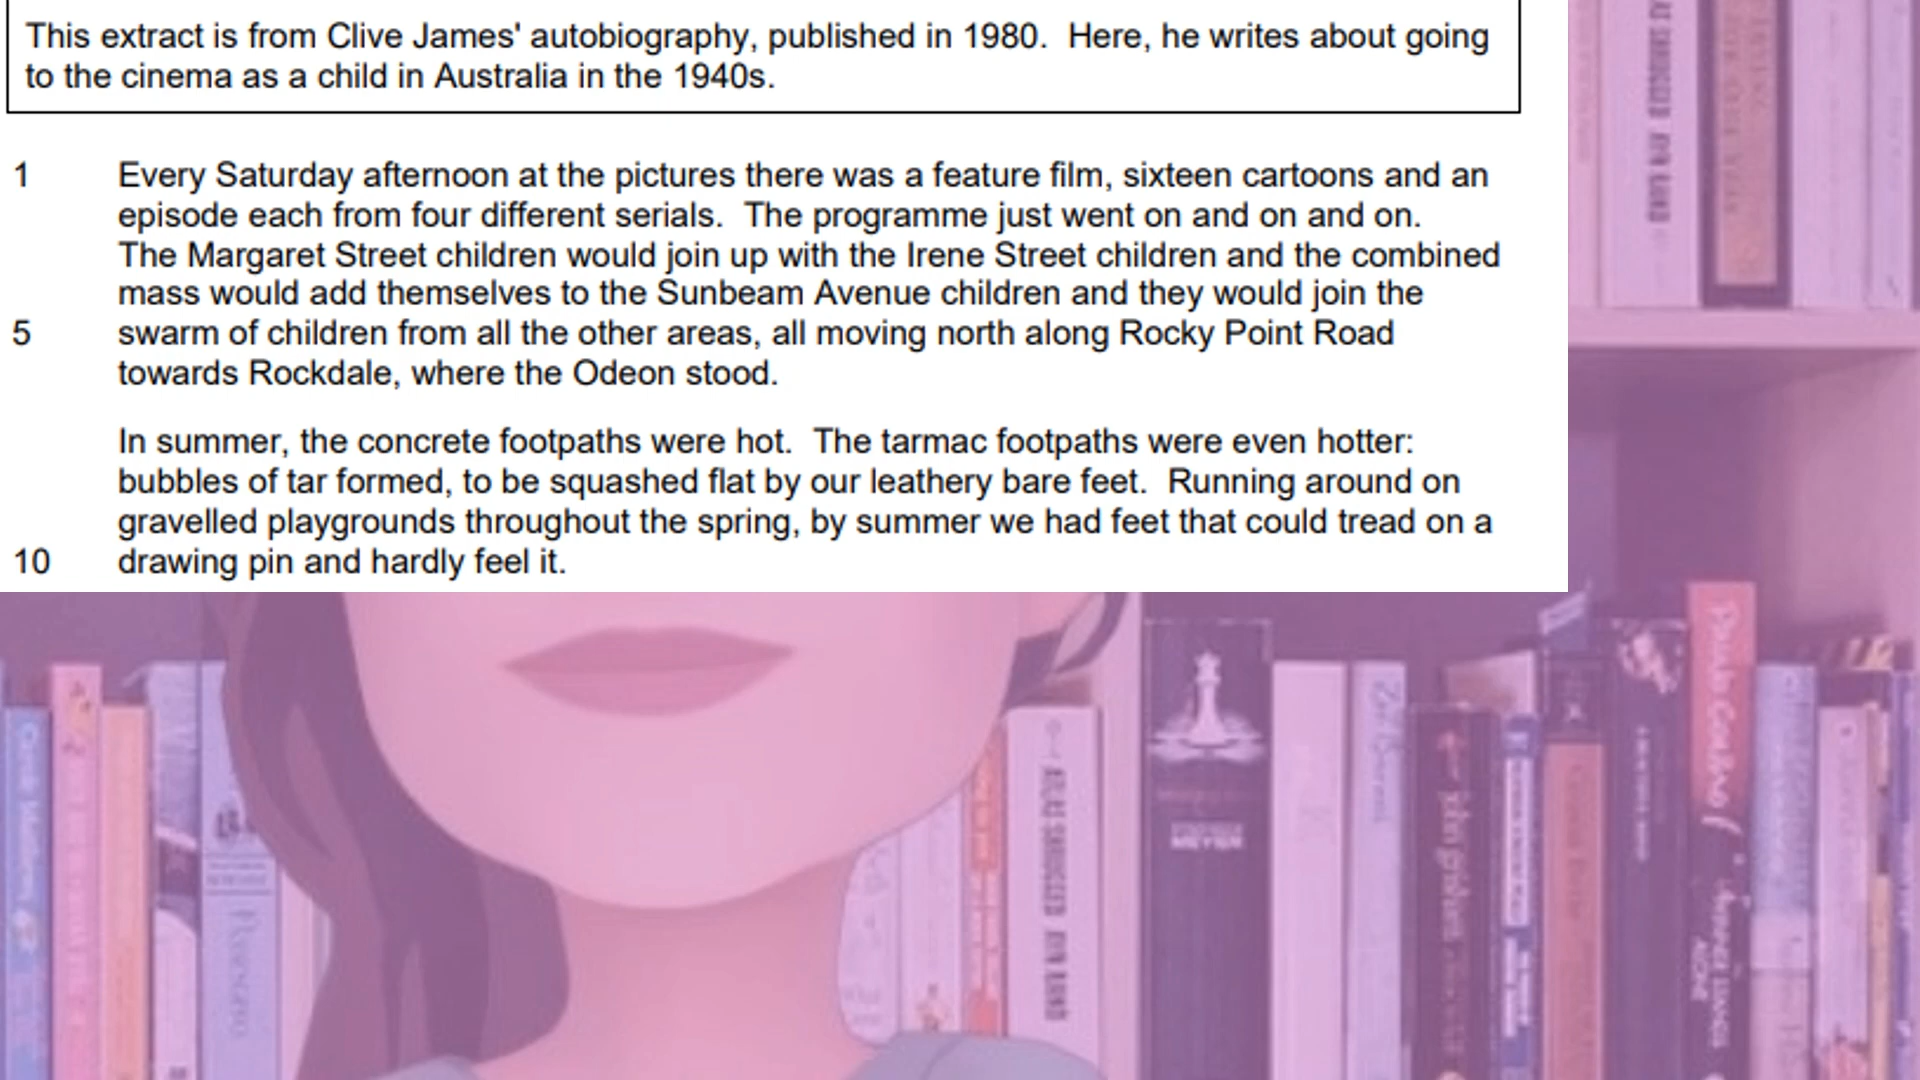 This extract is from Clive James' autobiography, published in 1980. Here, he writes about going
to the cinema as a child in Australia in the 1940s.
1 Every Saturday afternoon at the pictures there was a feature film, sixteen cartoons and an
episode each from four different serials. The programme just went on and on and on.
The Margaret Street children would join up with the Irene Street children and the combined
mass would add themselves to the Sunbeam Avenue children and they would join the
5 swarm of children from all the other areas, all moving north along Rocky Point Road
towards Rockdale, where the Odeon stood.
In summer, the concrete footpaths were hot. The tarmac footpaths were even hotter:
bubbles of tar formed, to be squashed flat by our leathery bare feet. Running around on
gravelled playgrounds throughout the spring, by summer we had feet that could tread on a
10 drawing pin and hardly feel it.
MEYER